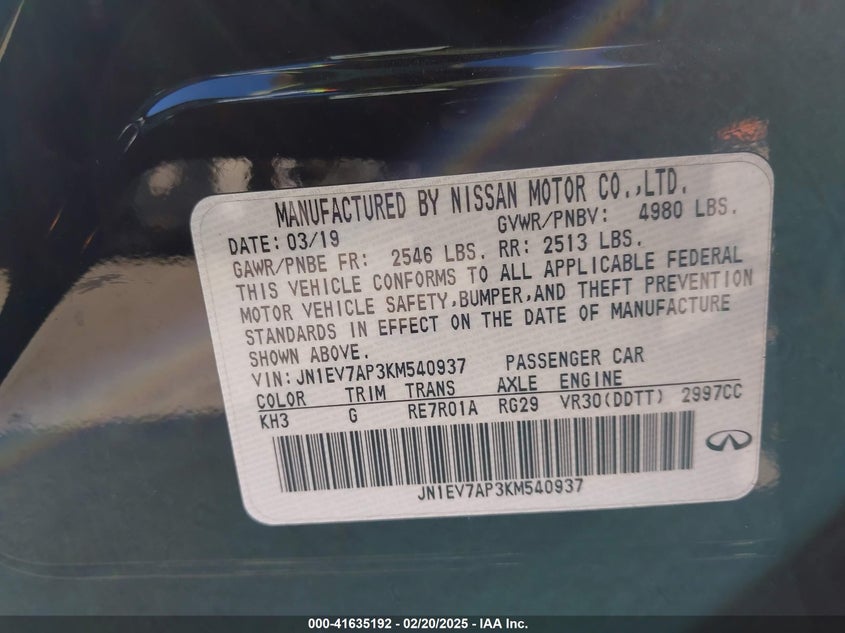 MANUFACTURED BY NISSAN MOTOR CO.,LTD.
DATE: 03/19 GVWR/PNBV: 4980 LBS.
GAWR/PNBE FR: 2546 LBS. RR: 2513 LBS.
THIS VEHICLE CONFORMS TO ALL APPLICABLE FEDERAL
MOTOR VEHICLE SAFETY,BUMPER,AND THEFT PREVENTION
STANDARDS IN EFFECT ON THE DATE OF MANUFACTURE
SHOWN ABOVE.
VIN:JN1EV7AP3KM540937 PASSENGER CAR
COLOR TRIM TRANS AXLE ENGINE
KH3 G RE7R01A RG29 VR30(DDTT) 2997CC
JN1EV7AP3KM540937
000-41635192 - 02/20/2025 - IAA Inc.